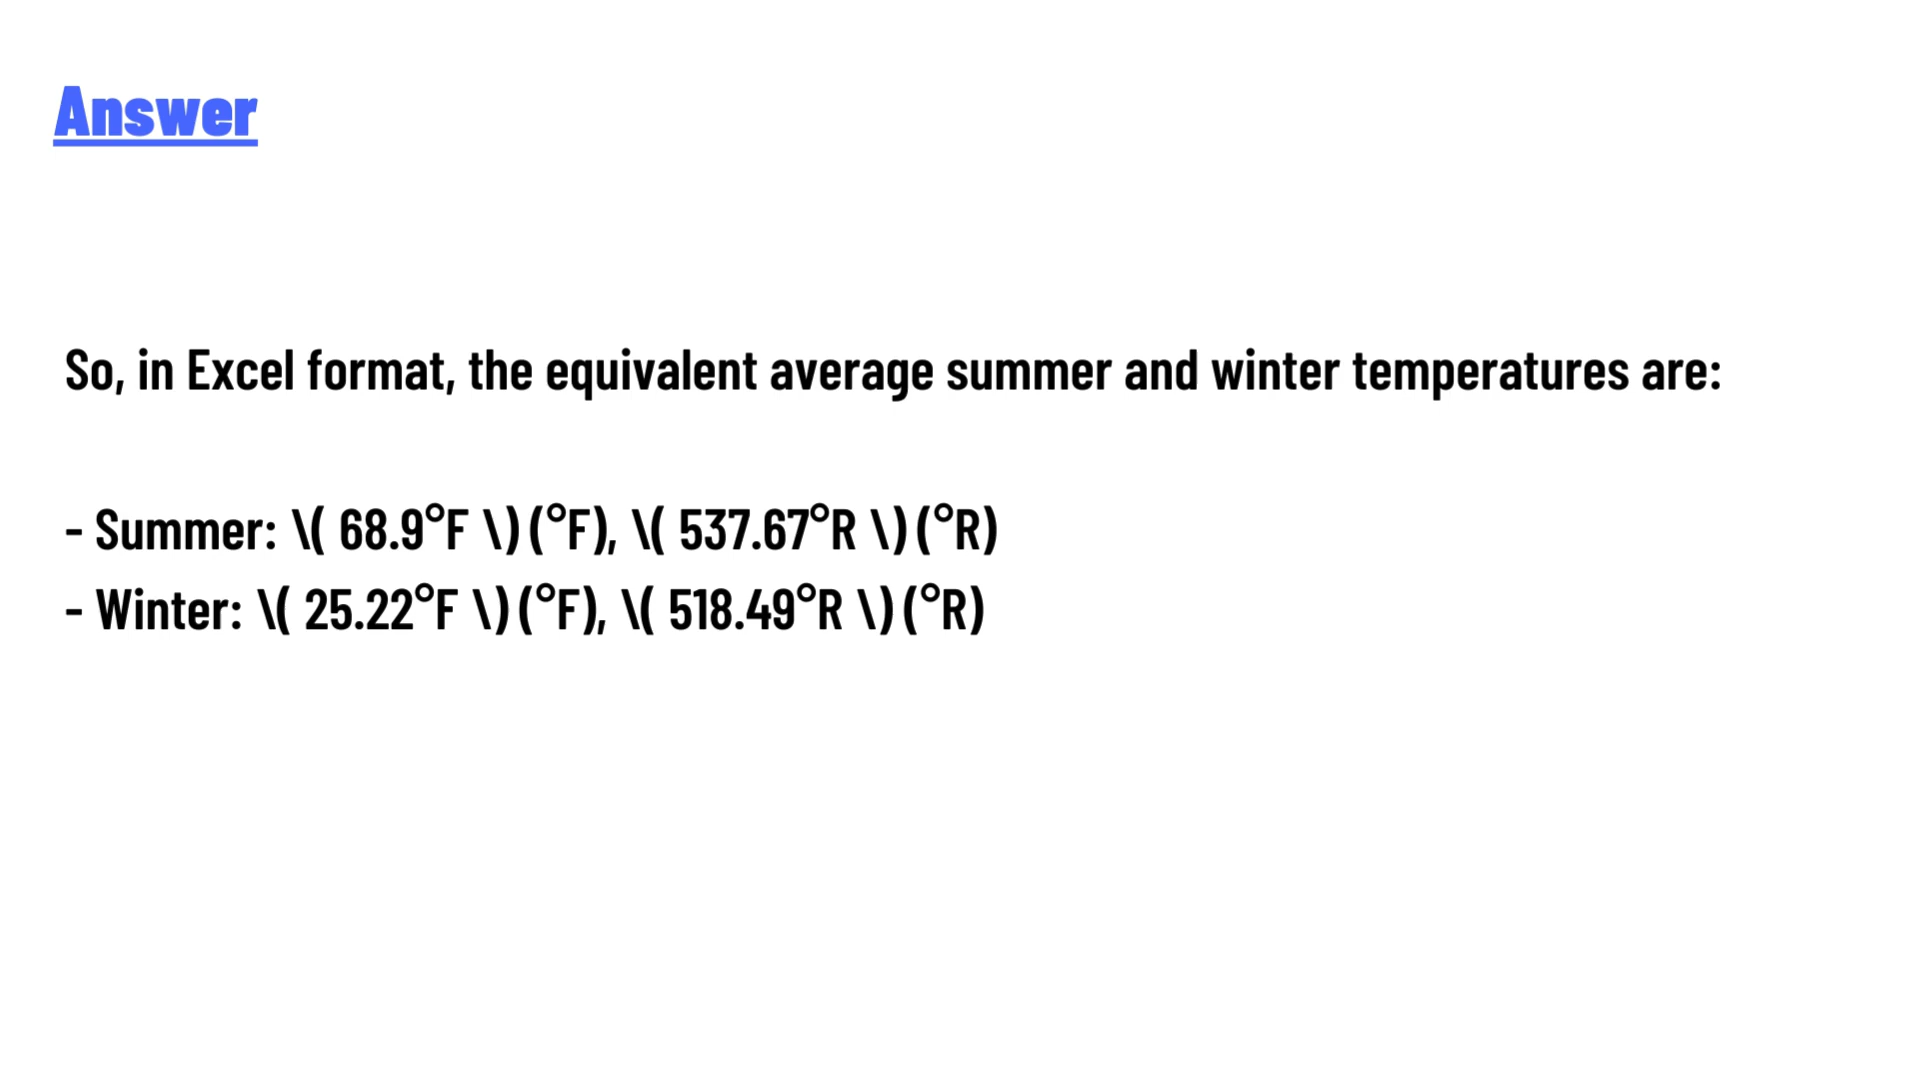 Answer
So, in Excel format, the equivalent average summer and winter temperatures are:
- Summer: \( 68.9°F \) (°F), \( 537.67°R \) (°R)
- Winter: \( 25.22°F \) (°F), \( 518.49°R \) (°R)